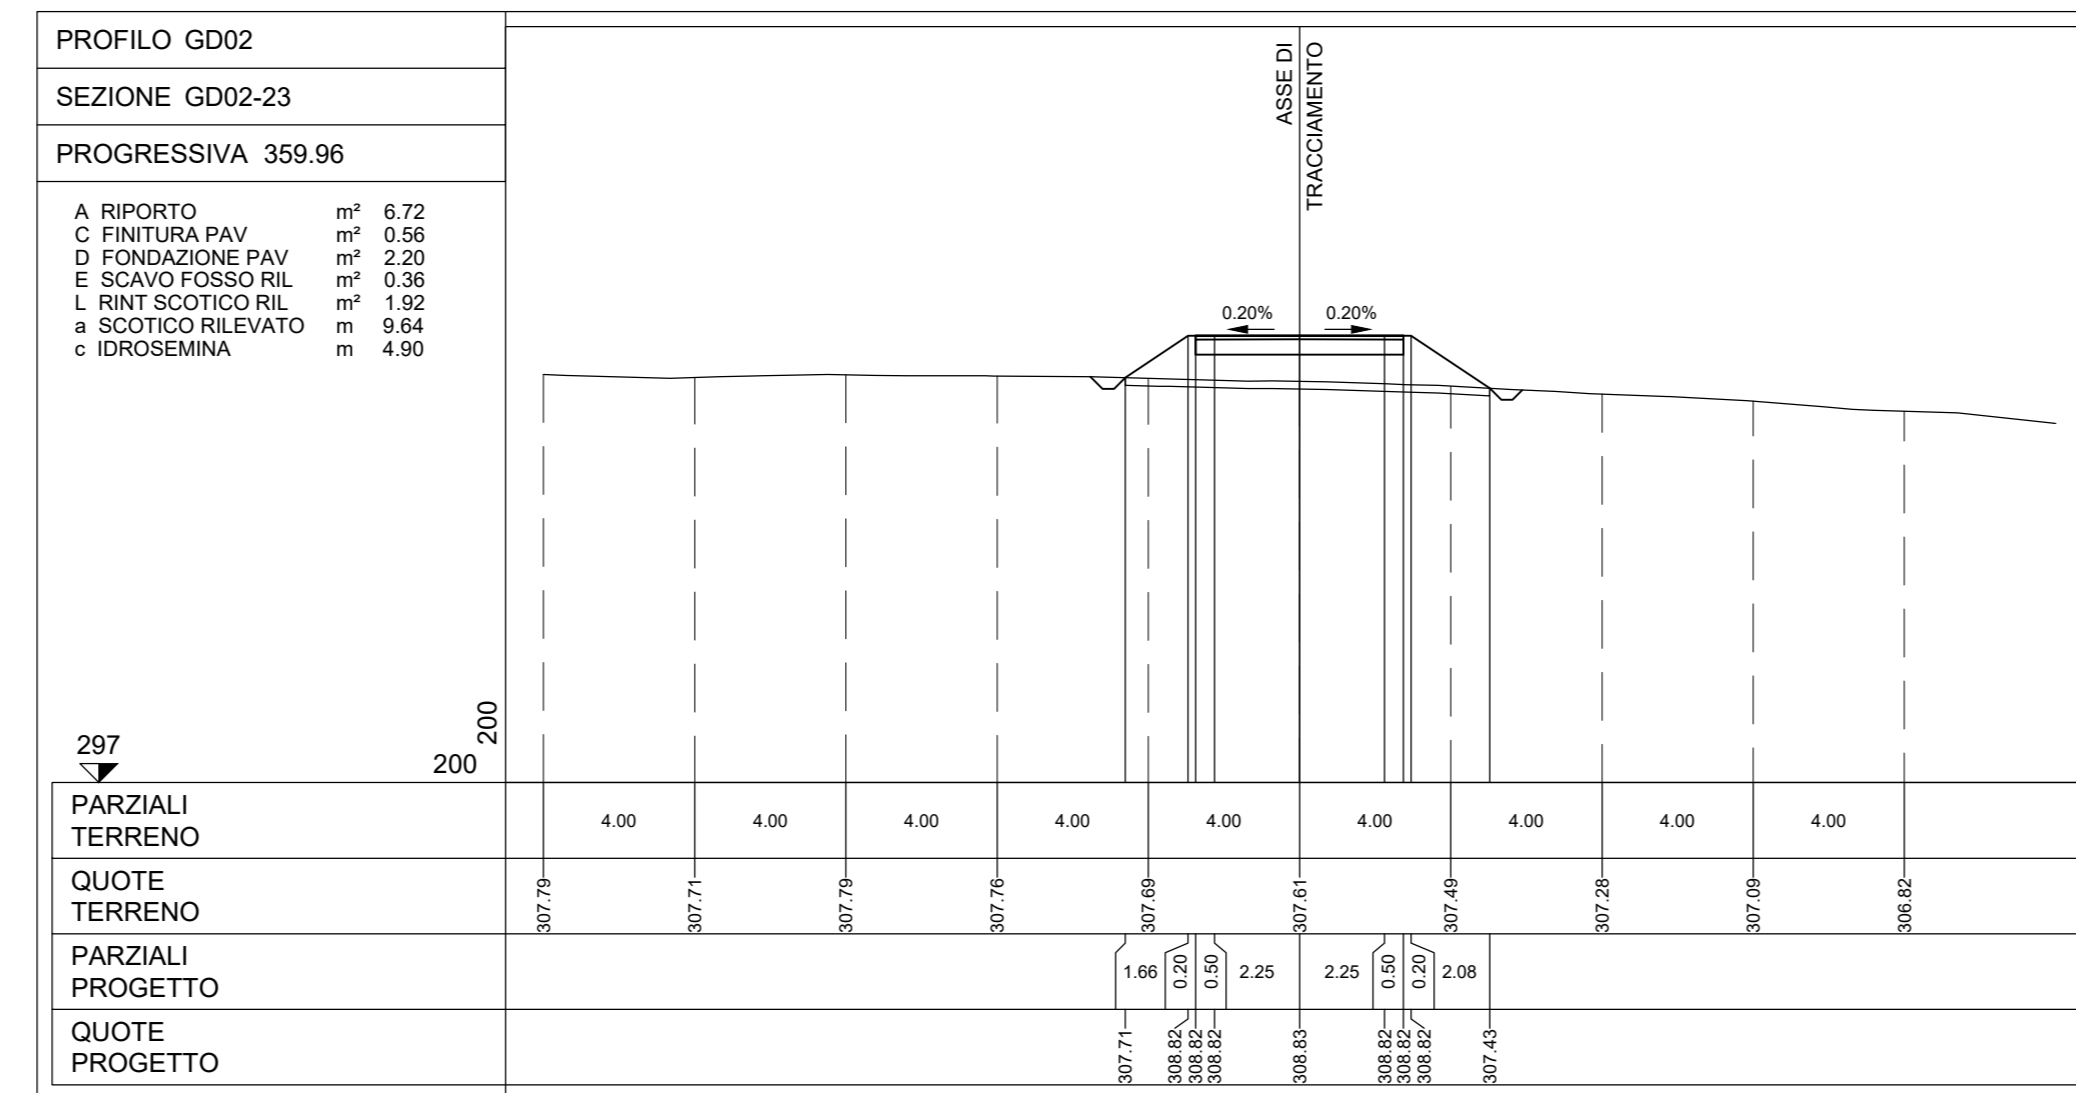 PROFILO GD02
SEZIONE GD02-23
PROGRESSIVA 359.96
A RIPORTO m² 6.72
C FINITURA PAV m² 0.56
D FONDAZIONE PAV m² 2.20
E SCAVO FOSSO RIL m² 0.36
L RINT SCOTICO RIL m² 1.92
a SCOTICO RILEVATO m 9.64
c IDROSEMINA m 4.90
ASSE DI
TRACCIAMENTO
0.20% 0.20%
297
200
200
PARZIALI
TERRENO
4.00 4.00 4.00 4.00 4.00 4.00 4.00 4.00 4.00
QUOTE
TERRENO
307.79 307.71 307.79 307.76 307.69 307.61 307.49 307.28 307.09 306.82
PARZIALI
PROGETTO
1.66 0.20 0.50 2.25 2.25 0.50 0.20 2.08
QUOTE
PROGETTO
307.71 308.82 308.82 308.82 308.83 308.82 308.82 308.82 307.43